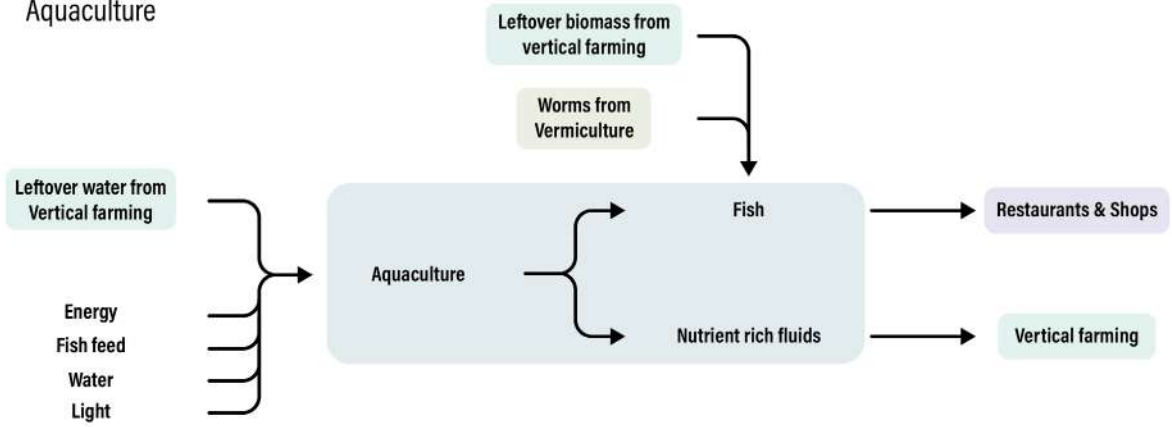 Aquaculture
Leftover biomass from
vertical farming
Worms from
Vermiculture
Leftover water from
Vertical farming
Fish
Restaurants & Shops
Aquaculture
Energy
Fish feed
Nutrient rich fluids
Vertical farming
Water
Light